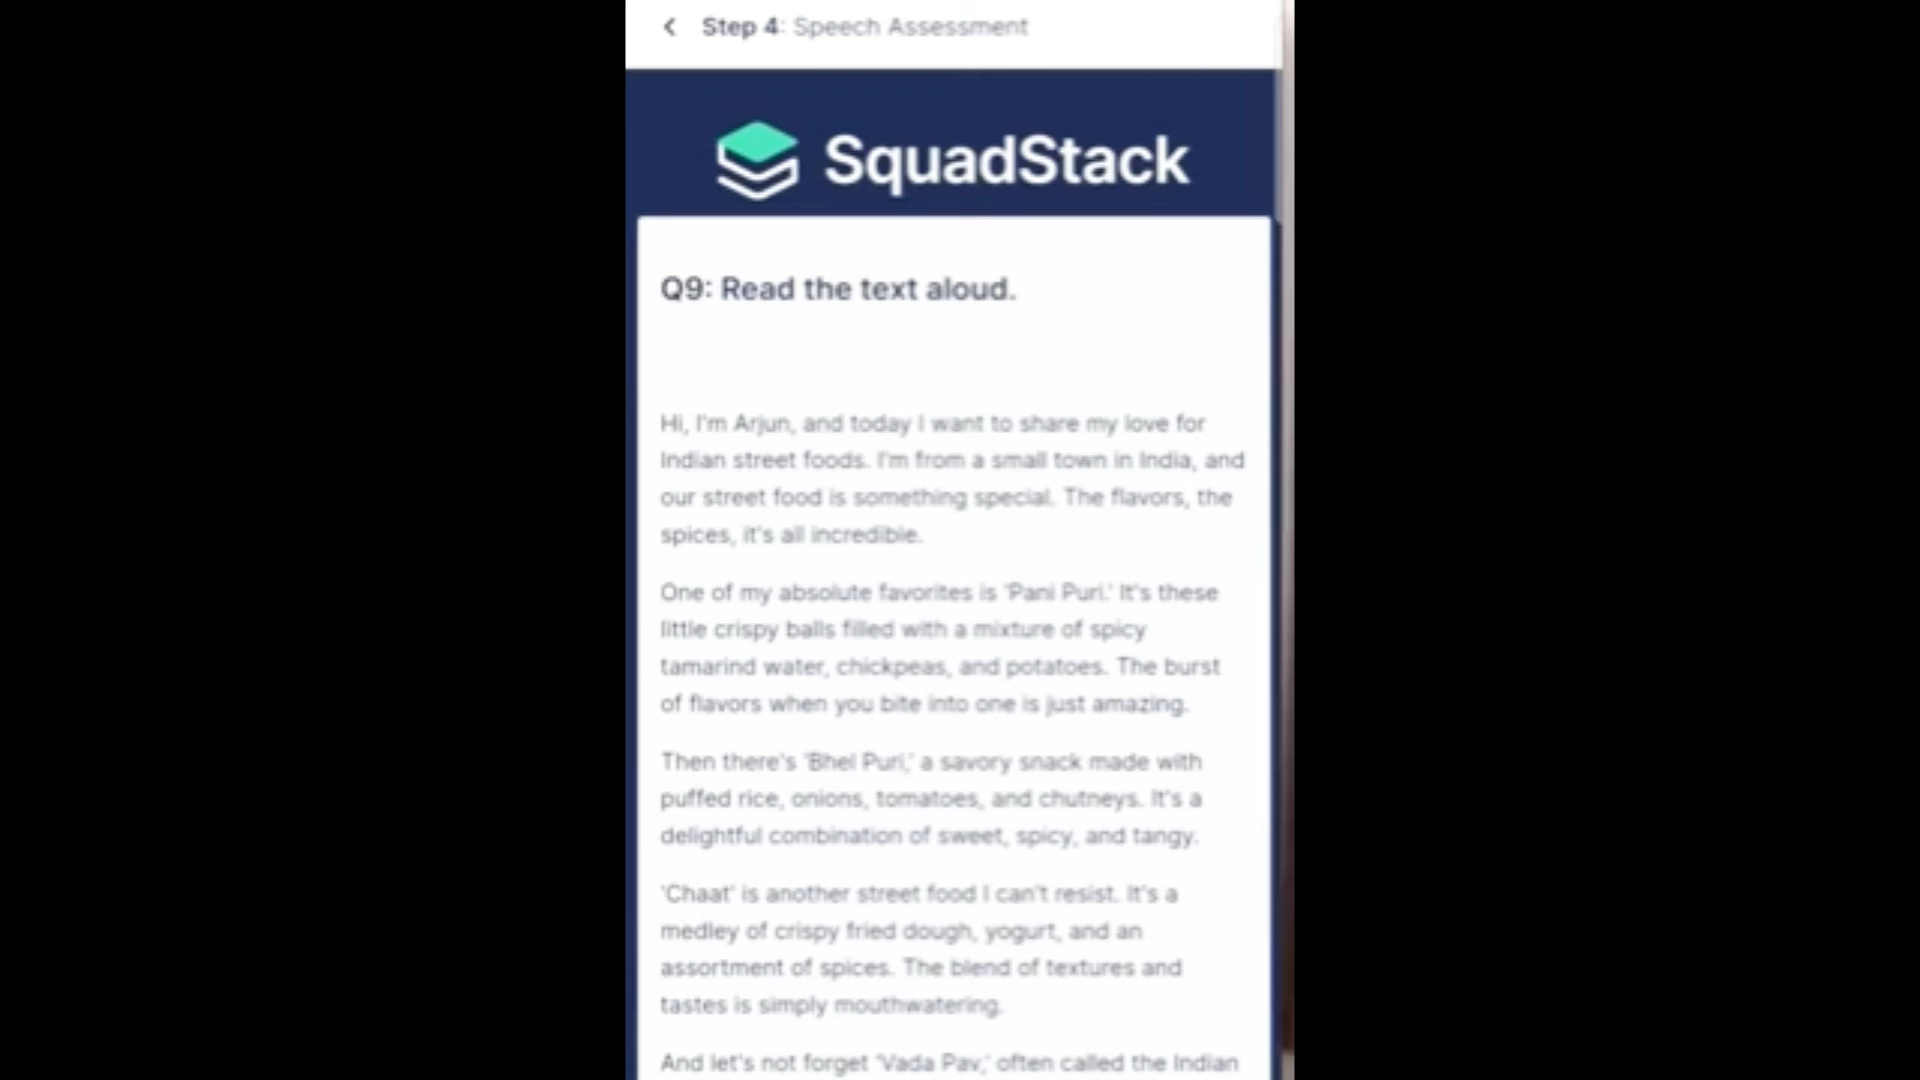 Step 4: Speech Assessment
SquadStack
Q9: Read the text aloud.
Hi, I'm Arjun, and today I want to share my love for
Indian street foods. I'm from a small town in India, and
our street food is something special. The flavors, the
spices, it's all incredible.
One of my absolute favorites is 'Pani Puri.' It's these
little crispy balls filled with a mixture of spicy
tamarind water, chickpeas, and potatoes. The burst
of flavors when you bite into one is just amazing.
Then there's 'Bhel Puri,' a savory snack made with
puffed rice, onions, tomatoes, and chutneys. It's a
delightful combination of sweet, spicy, and tangy.
'Chaat' is another street food I can't resist. It's a
medley of crispy fried dough, yogurt, and an
assortment of spices. The blend of textures and
tastes is simply mouthwatering.
And let's not forget 'Vada Pav,' often called the Indian